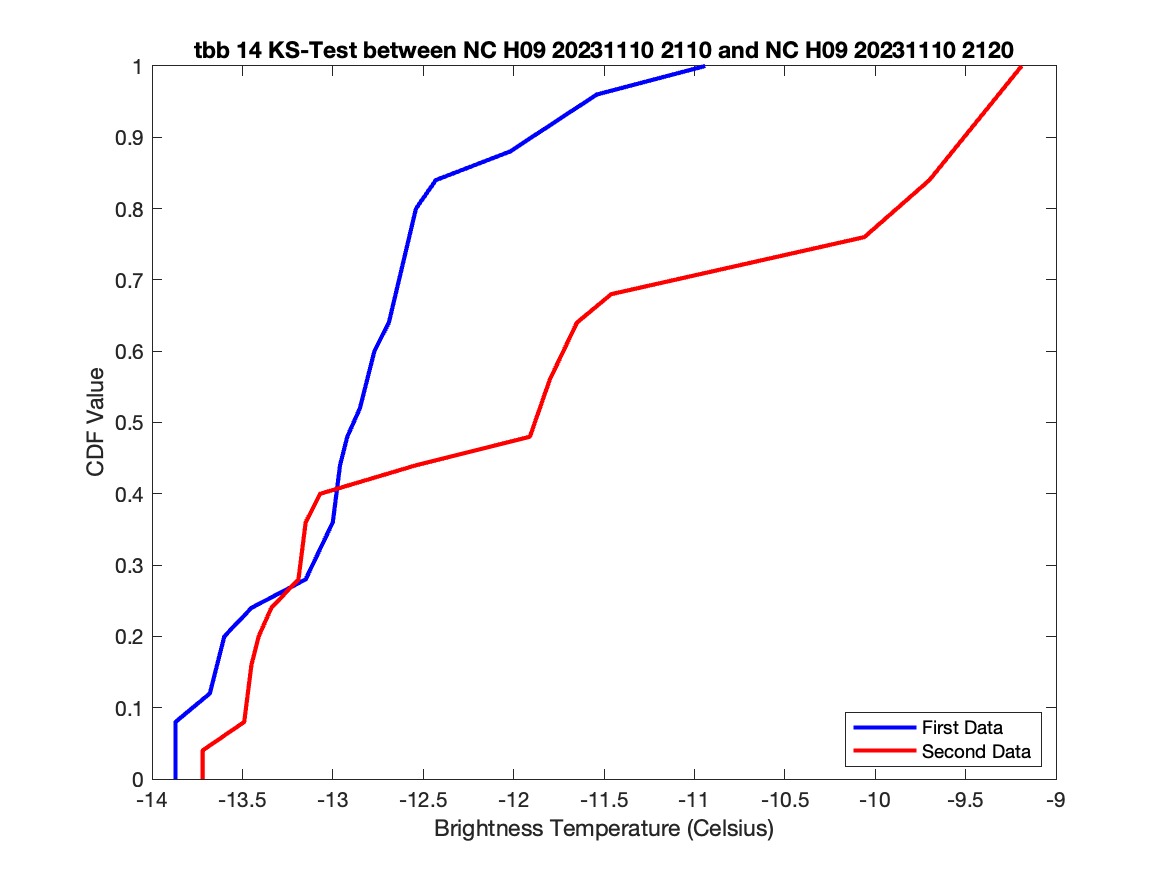 tbb 14 KS-Test between NC H09 20231110 2110 and NC H09 20231110 2120
1
0.9
0.8
0.7
0.6
0.5
0.4
0.3
0.2
0.1
0
CDF Value
First Data
Second Data
-14 -13.5 -13 -12.5 -12 -11.5 -11 -10.5 -10 -9.5 -9
Brightness Temperature (Celsius)